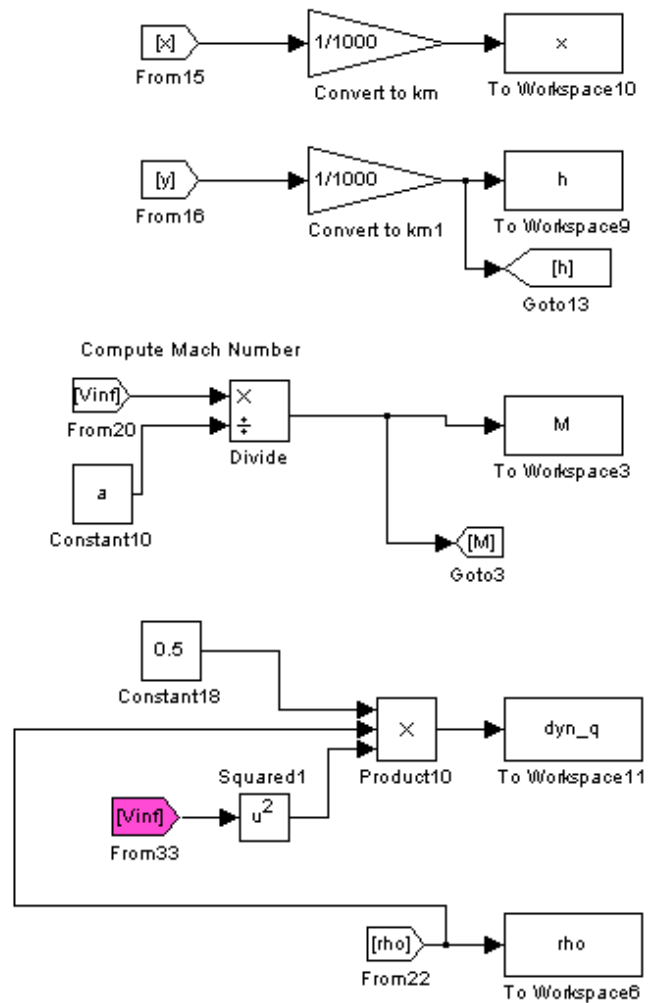 [x]
From15
1/1000
Convert to km
x
To Workspace10
[y]
From16
1/1000
Convert to km1
h
To Workspace9
[h]
Goto13
Compute Mach Number
[Vinf]
From20
×
÷
Divide
a
Constant10
M
To Workspace3
[M]
Goto3
0.5
Constant18
×
Product10
dyn_q
To Workspace11
Squared1
[Vinf]
From33
u²
[rho]
From22
rho
To Workspace6